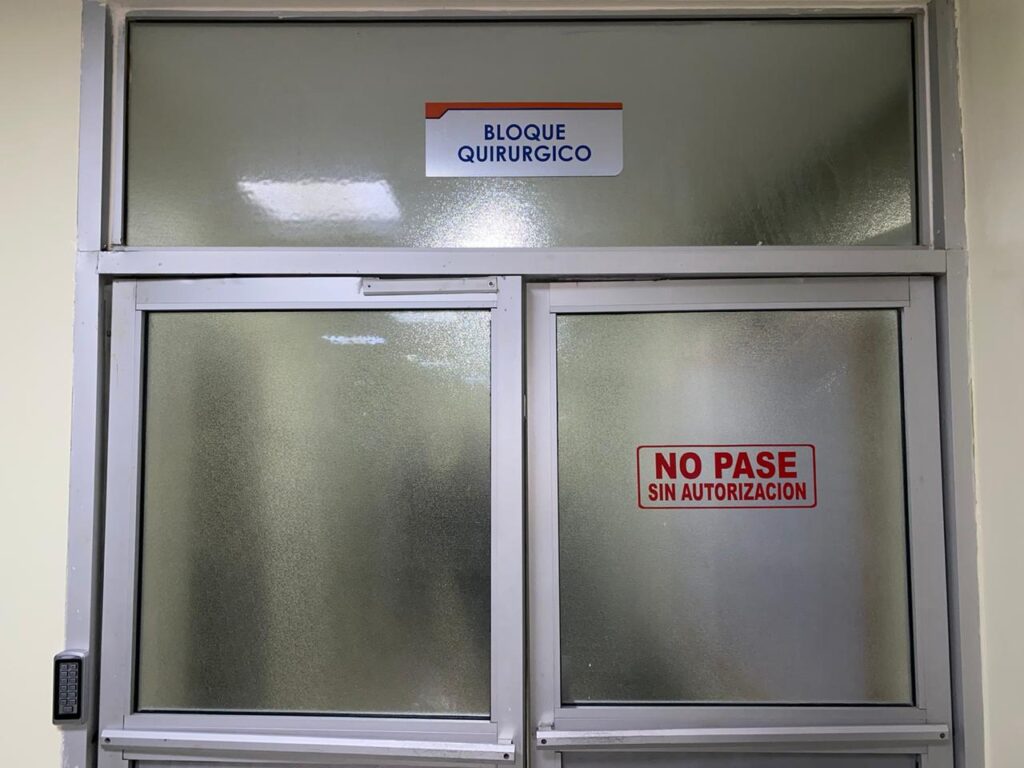 BLOQUE
QUIRURGICO
NO PASE
SIN AUTORIZACION